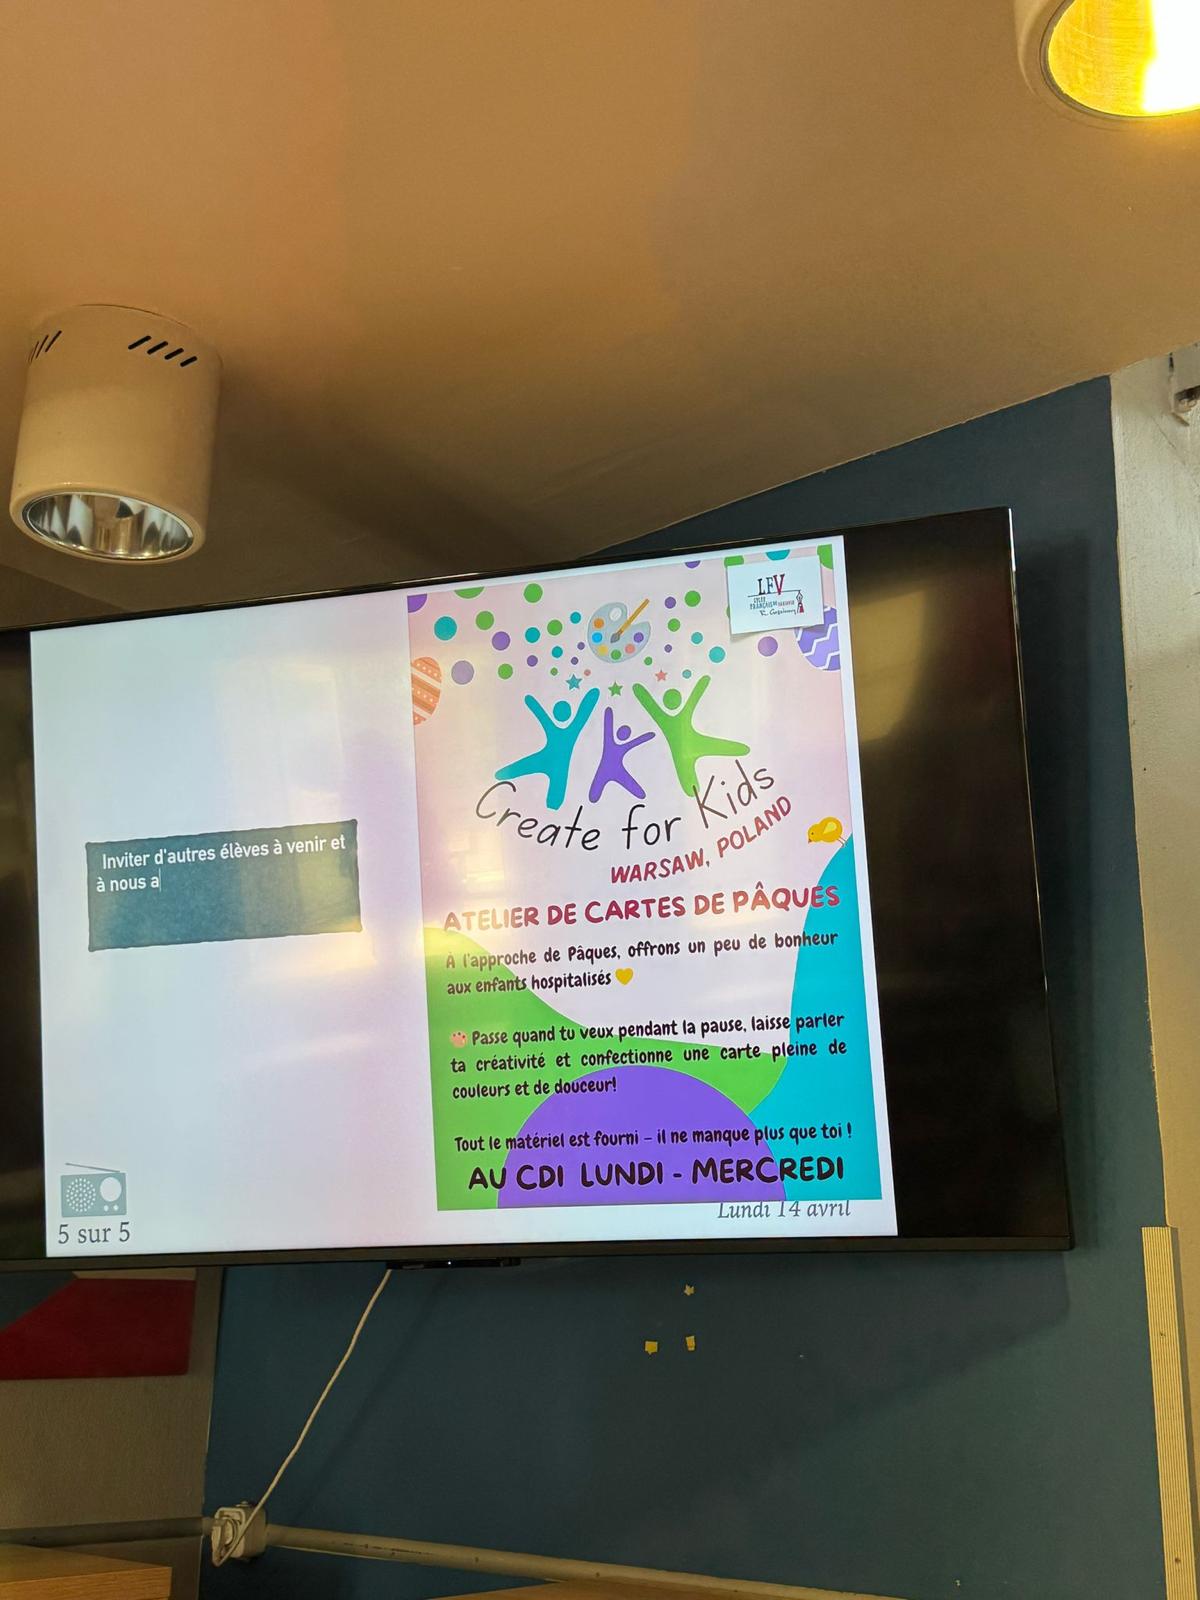 Inviter d'autres élèves à venir et
à nous a
5 sur 5
LFV
Create for Kids
WARSAW, POLAND
ATELIER DE CARTES DE PÂQUES
À l'approche de Pâques, offrons un peu de bonheur
aux enfants hospitalisés 💛
🎨 Passe quand tu veux pendant la pause, laisse parler
ta créativité et confectionne une carte pleine de
couleurs et de douceur!
Tout le matériel est fourni – il ne manque plus que toi !
AU CDI LUNDI - MERCREDI
Lundi 14 avril